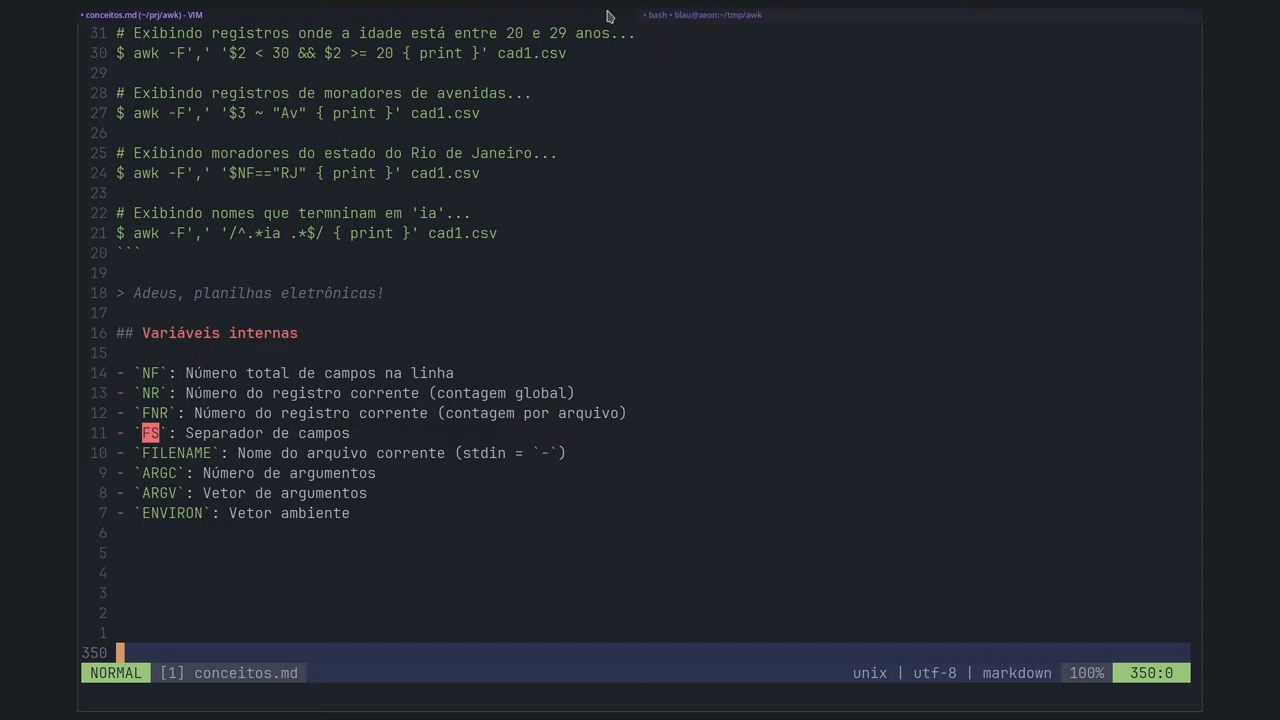 • conceitos.md (~/prj/awk) - VIM • bash • blau@xeon:~/tmp/awk
31 # Exibindo registros onde a idade está entre 20 e 29 anos...
30 $ awk -F',' '$2 < 30 && $2 >= 20 { print }' cad1.csv
29
28 # Exibindo registros de moradores de avenidas...
27 $ awk -F',' '$3 ~ "Av" { print }' cad1.csv
26
25 # Exibindo moradores do estado do Rio de Janeiro...
24 $ awk -F',' '$NF=="RJ" { print }' cad1.csv
23
22 # Exibindo nomes que termninam em 'ia'...
21 $ awk -F',' '/^.*ia .*$/ { print }' cad1.csv
20 ```
19
18 > Adeus, planilhas eletrônicas!
17
16 ## Variáveis internas
15
14 - `NF`: Número total de campos na linha
13 - `NR`: Número do registro corrente (contagem global)
12 - `FNR`: Número do registro corrente (contagem por arquivo)
11 - `FS`: Separador de campos
10 - `FILENAME`: Nome do arquivo corrente (stdin = `-`)
9 - `ARGC`: Número de argumentos
8 - `ARGV`: Vetor de argumentos
7 - `ENVIRON`: Vetor ambiente
6
5
4
3
2
1
350
NORMAL [1] conceitos.md unix | utf-8 | markdown 100% 350:0